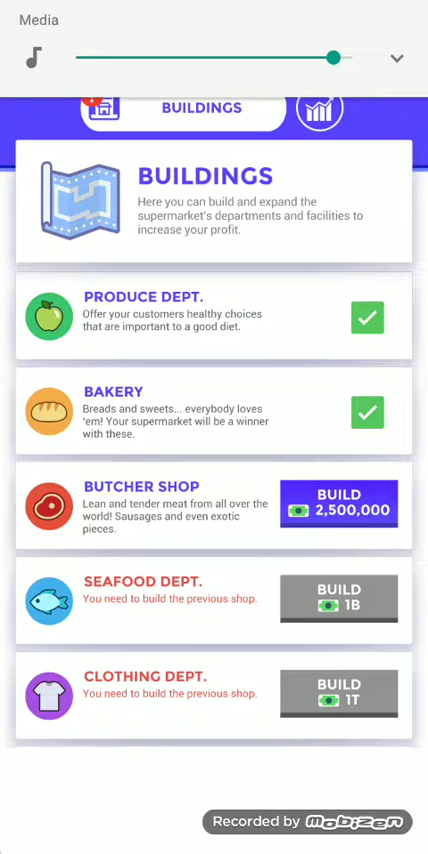 Media
BUILDINGS
BUILDINGS
Here you can build and expand the
supermarket's departments and facilities to
increase your profit.
PRODUCE DEPT.
Offer your customers healthy choices
that are important to a good diet.
BAKERY
Breads and sweets... everybody loves
'em! Your supermarket will be a winner
with these.
BUTCHER SHOP
Lean and tender meat from all over the
world! Sausages and even exotic
pieces.
BUILD
2,500,000
SEAFOOD DEPT.
You need to build the previous shop.
BUILD
1B
CLOTHING DEPT.
You need to build the previous shop.
BUILD
1T
Recorded by mobizen